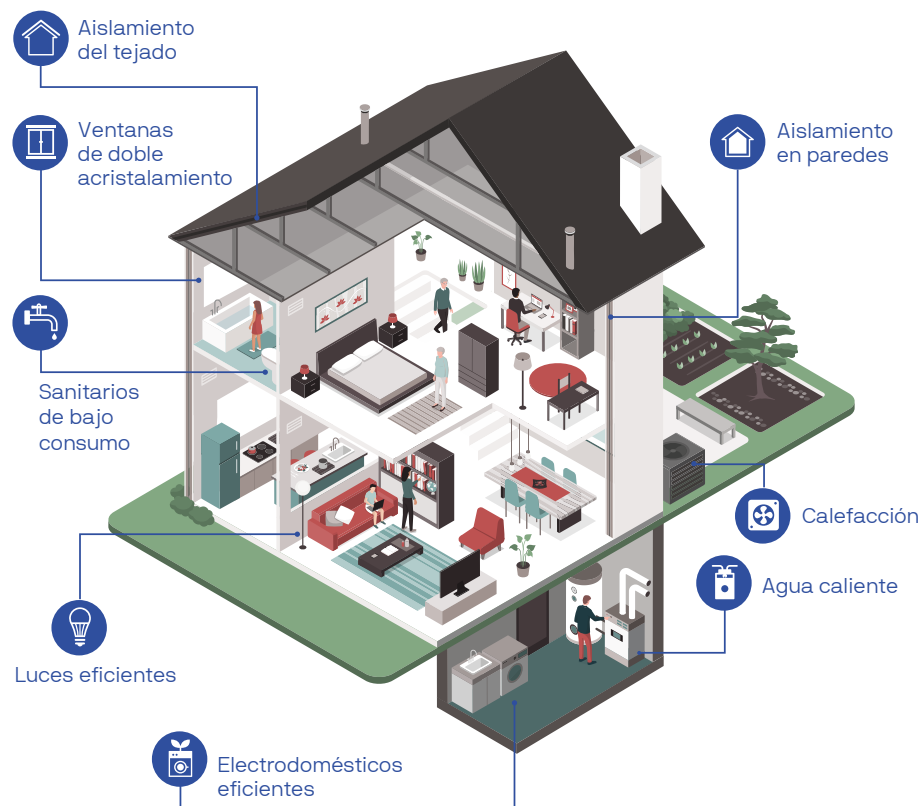 Aislamiento
del tejado
Ventanas
de doble
acristalamiento
Aislamiento
en paredes
Sanitarios
de bajo
consumo
Calefacción
Agua caliente
Luces eficientes
Electrodomésticos
eficientes